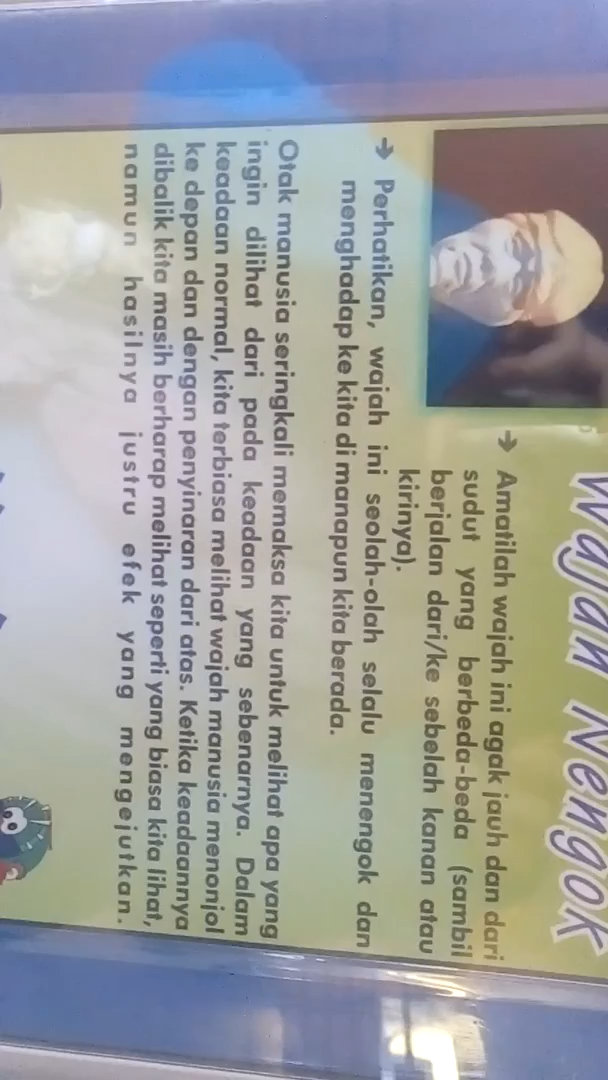 Wajah Nengok
→ Amatilah wajah ini agak jauh dan dari
sudut yang berbeda-beda (sambil
berjalan dari/ke sebelah kanan atau
kirinya).
→ Perhatikan, wajah ini seolah-olah selalu menengok dan
menghadap ke kita di manapun kita berada.
Otak manusia seringkali memaksa kita untuk melihat apa yang
ingin dilihat dari pada keadaan yang sebenarnya. Dalam
keadaan normal, kita terbiasa melihat wajah manusia menonjol
ke depan dan dengan penyinaran dari atas. Ketika keadaannya
dibalik kita masih berharap melihat seperti yang biasa kita lihat,
namun hasilnya justru efek yang mengejutkan.